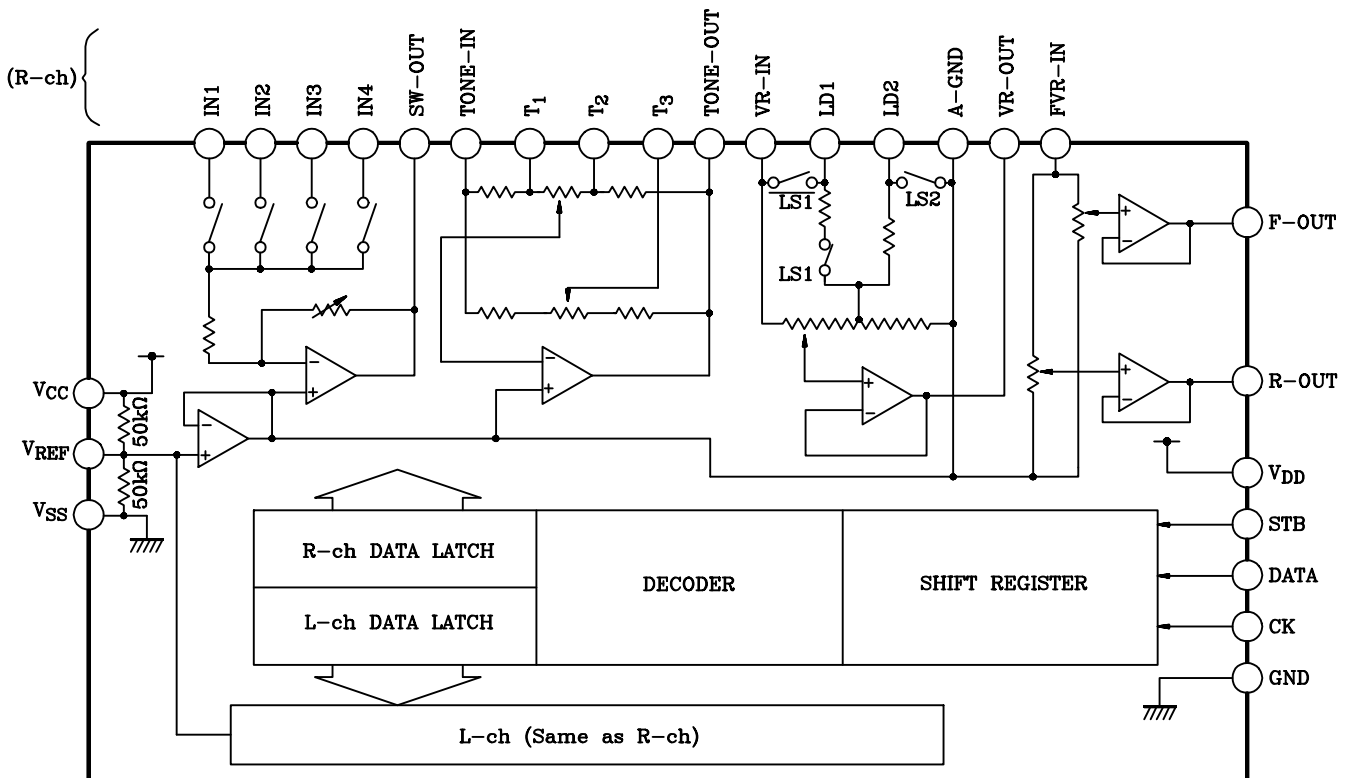 (R-ch)
IN1
IN2
IN3
IN4
SW-OUT
TONE-IN
T1
T2
T3
TONE-OUT
VR-IN
LD1
LD2
A-GND
VR-OUT
FVR-IN
LS1
LS2
LS1
F-OUT
R-OUT
VCC
50kΩ
VREF
50kΩ
VSS
VDD
STB
DATA
CK
GND
R-ch DATA LATCH
L-ch DATA LATCH
DECODER
SHIFT REGISTER
L-ch (Same as R-ch)